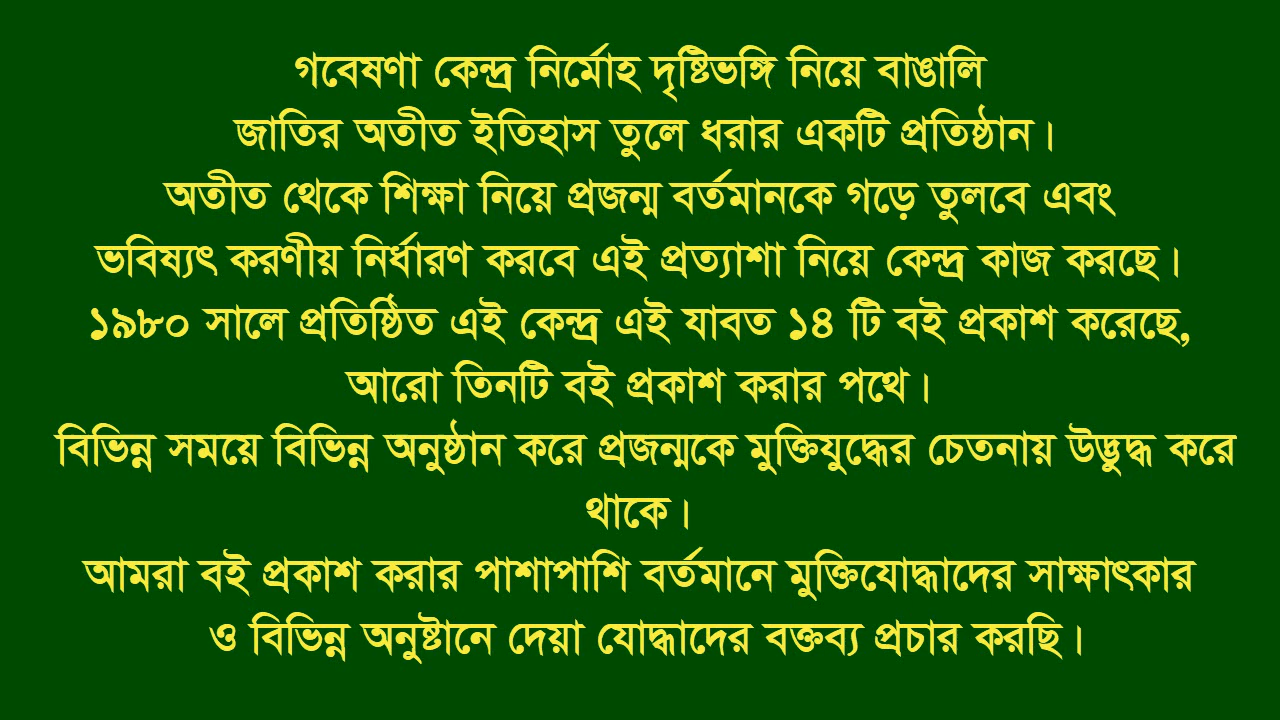 গবেষণা কেন্দ্র নির্মোহ দৃষ্টিভঙ্গি নিয়ে বাঙালি
জাতির অতীত ইতিহাস তুলে ধরার একটি প্রতিষ্ঠান।
অতীত থেকে শিক্ষা নিয়ে প্রজন্ম বর্তমানকে গড়ে তুলবে এবং
ভবিষ্যৎ করণীয় নির্ধারণ করবে এই প্রত্যাশা নিয়ে কেন্দ্র কাজ করছে।
১৯৮০ সালে প্রতিষ্ঠিত এই কেন্দ্র এই যাবত ১৪ টি বই প্রকাশ করেছে,
আরো তিনটি বই প্রকাশ করার পথে।
বিভিন্ন সময়ে বিভিন্ন অনুষ্ঠান করে প্রজন্মকে মুক্তিযুদ্ধের চেতনায় উদ্ভুদ্ধ করে
থাকে।
আমরা বই প্রকাশ করার পাশাপাশি বর্তমানে মুক্তিযোদ্ধাদের সাক্ষাৎকার
ও বিভিন্ন অনুষ্টানে দেয়া যোদ্ধাদের বক্তব্য প্রচার করছি।